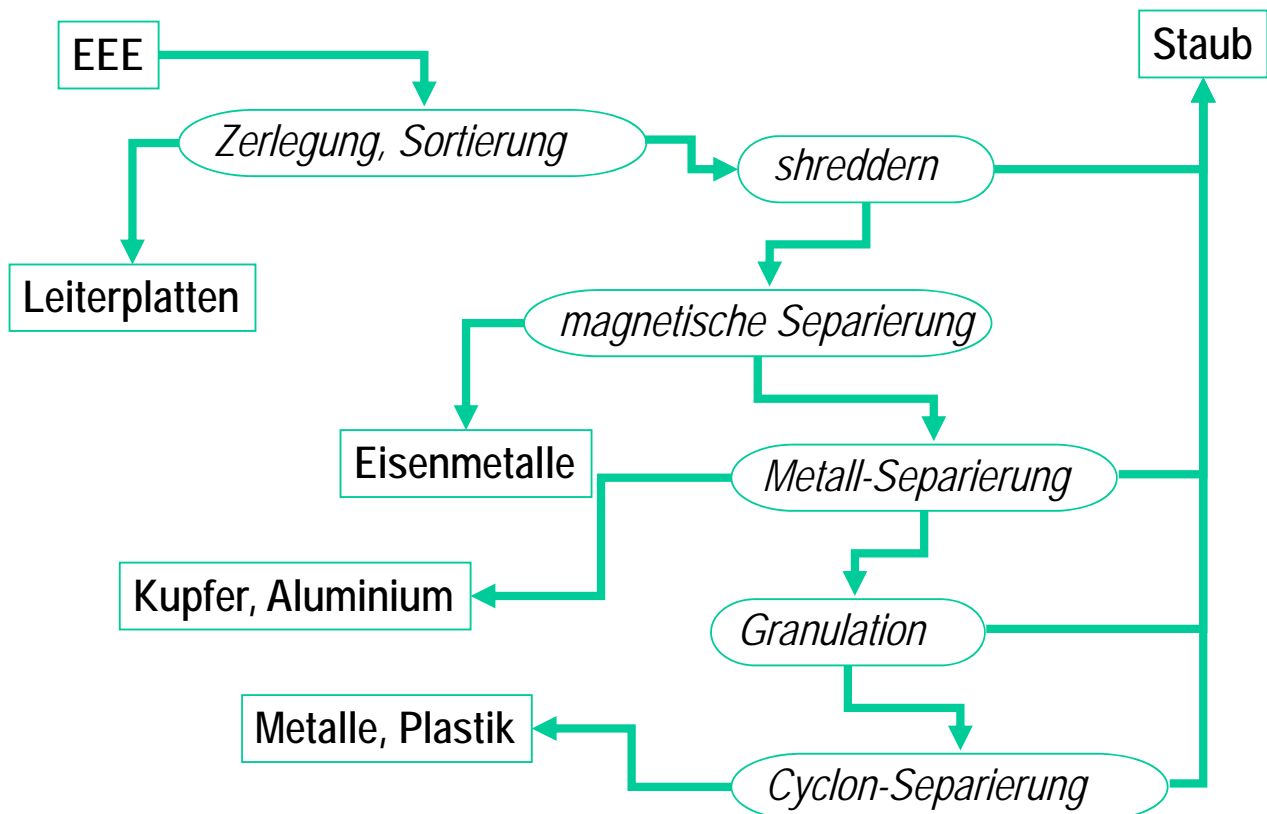 EEE
Staub
Zerlegung, Sortierung
shreddern
Leiterplatten
magnetische Separierung
Eisenmetalle
Metall-Separierung
Kupfer, Aluminium
Granulation
Metalle, Plastik
Cyclon-Separierung